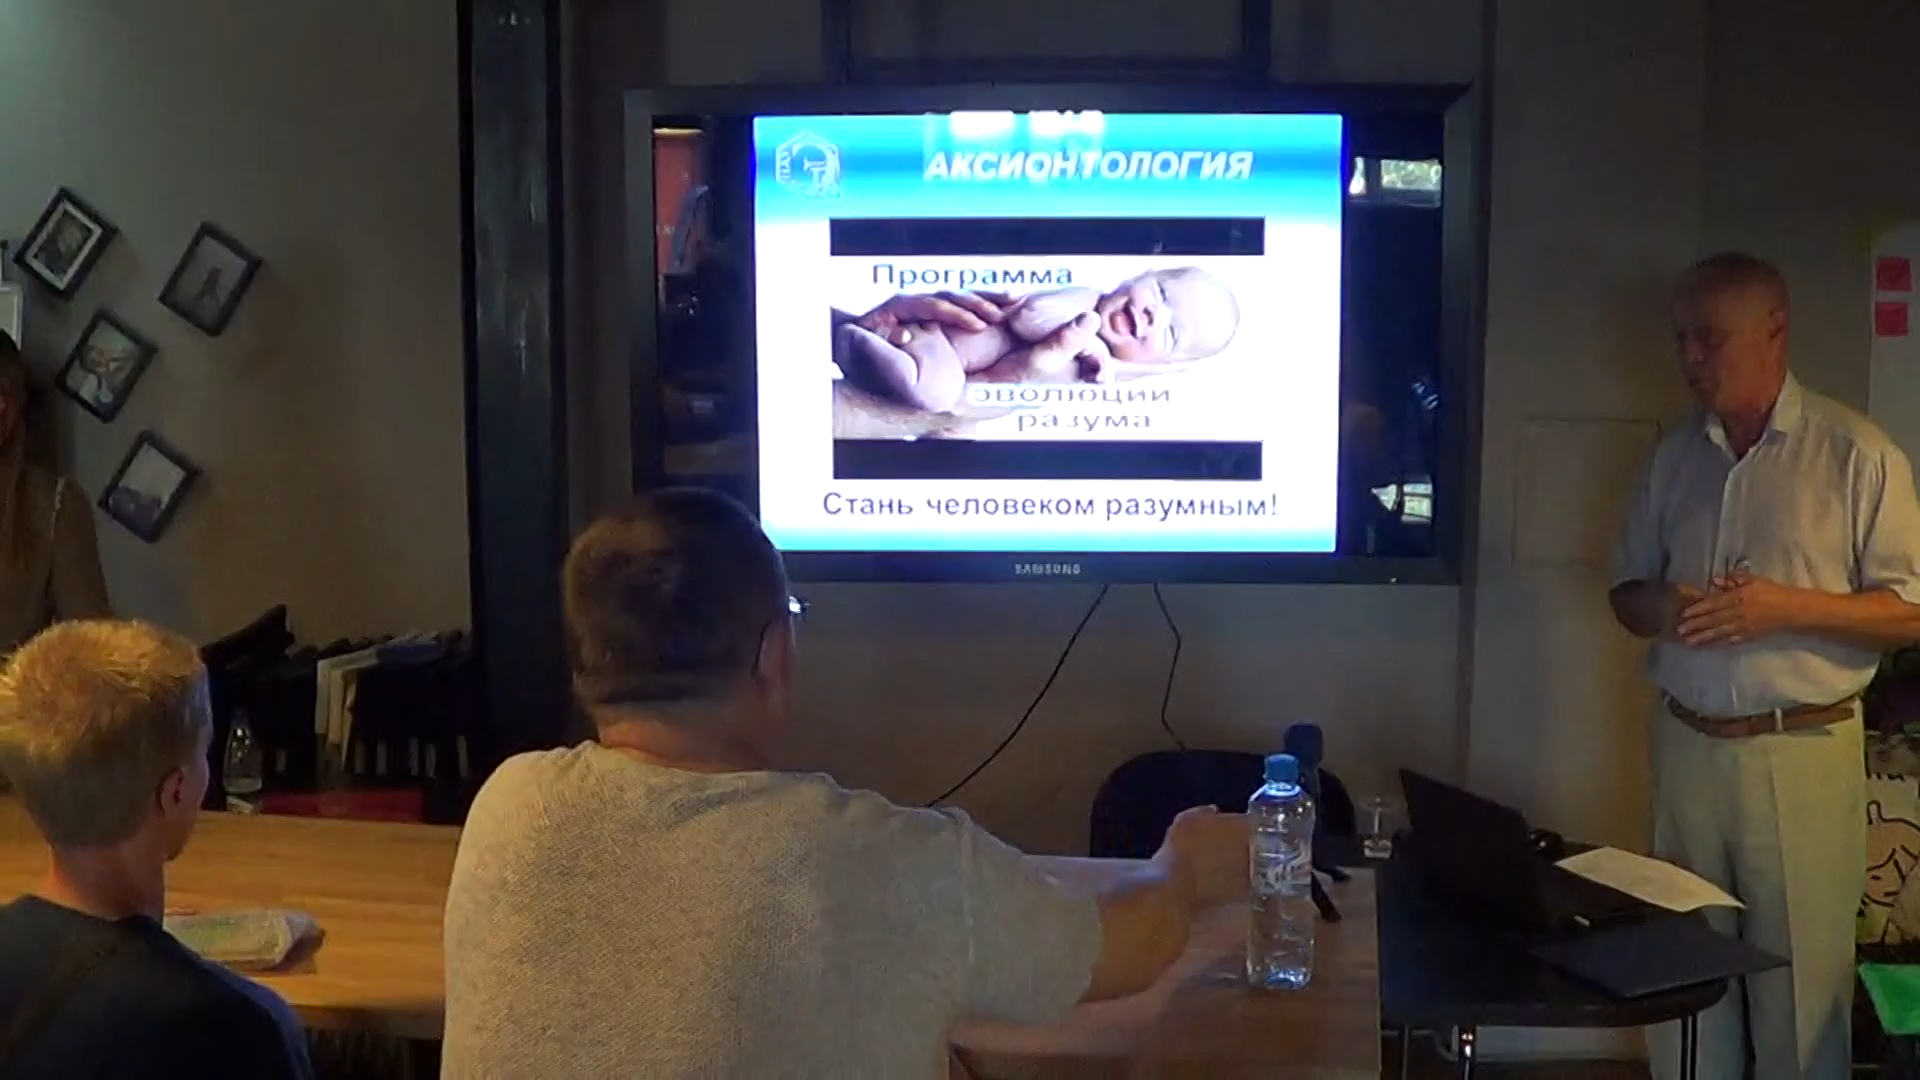 АКСИОНТОЛОГИЯ
Программа
эволюции
разума
Стань человеком разумным!
SAMSUNG